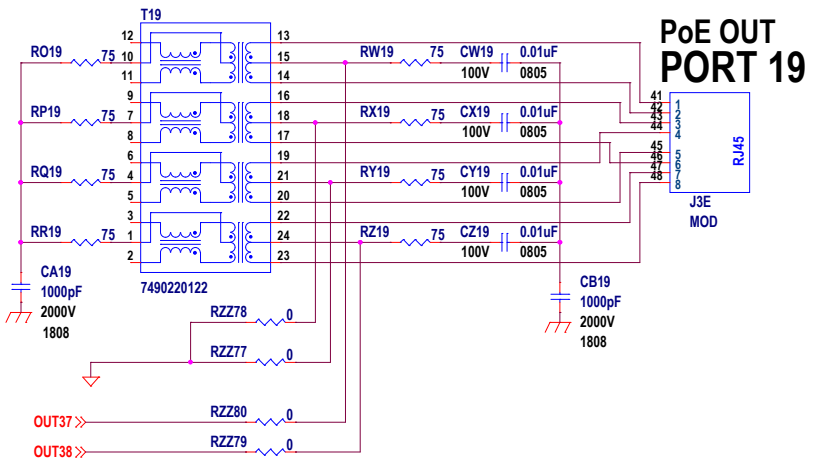 T19
PoE OUT
PORT 19
12
13
RO19 75 10
15
RW19 75 CW19 0.01uF
11
14
100V 0805
9
16
RP19 75 7
18
RX19 75 CX19 0.01uF
8
17
100V 0805
6
19
RQ19 75 4
21
RY19 75 CY19 0.01uF
5
20
100V 0805
3
22
RR19 75 1
24
RZ19 75 CZ19 0.01uF
2
23
100V 0805
41 1
42 2
43 3
44 4
45 5
46 6
47 7
48 8
RJ45
J3E
MOD
CA19
1000pF
2000V
1808
7490220122
CB19
1000pF
2000V
1808
RZZ78 0
RZZ77 0
OUT37 RZZ80 0
OUT38 RZZ79 0